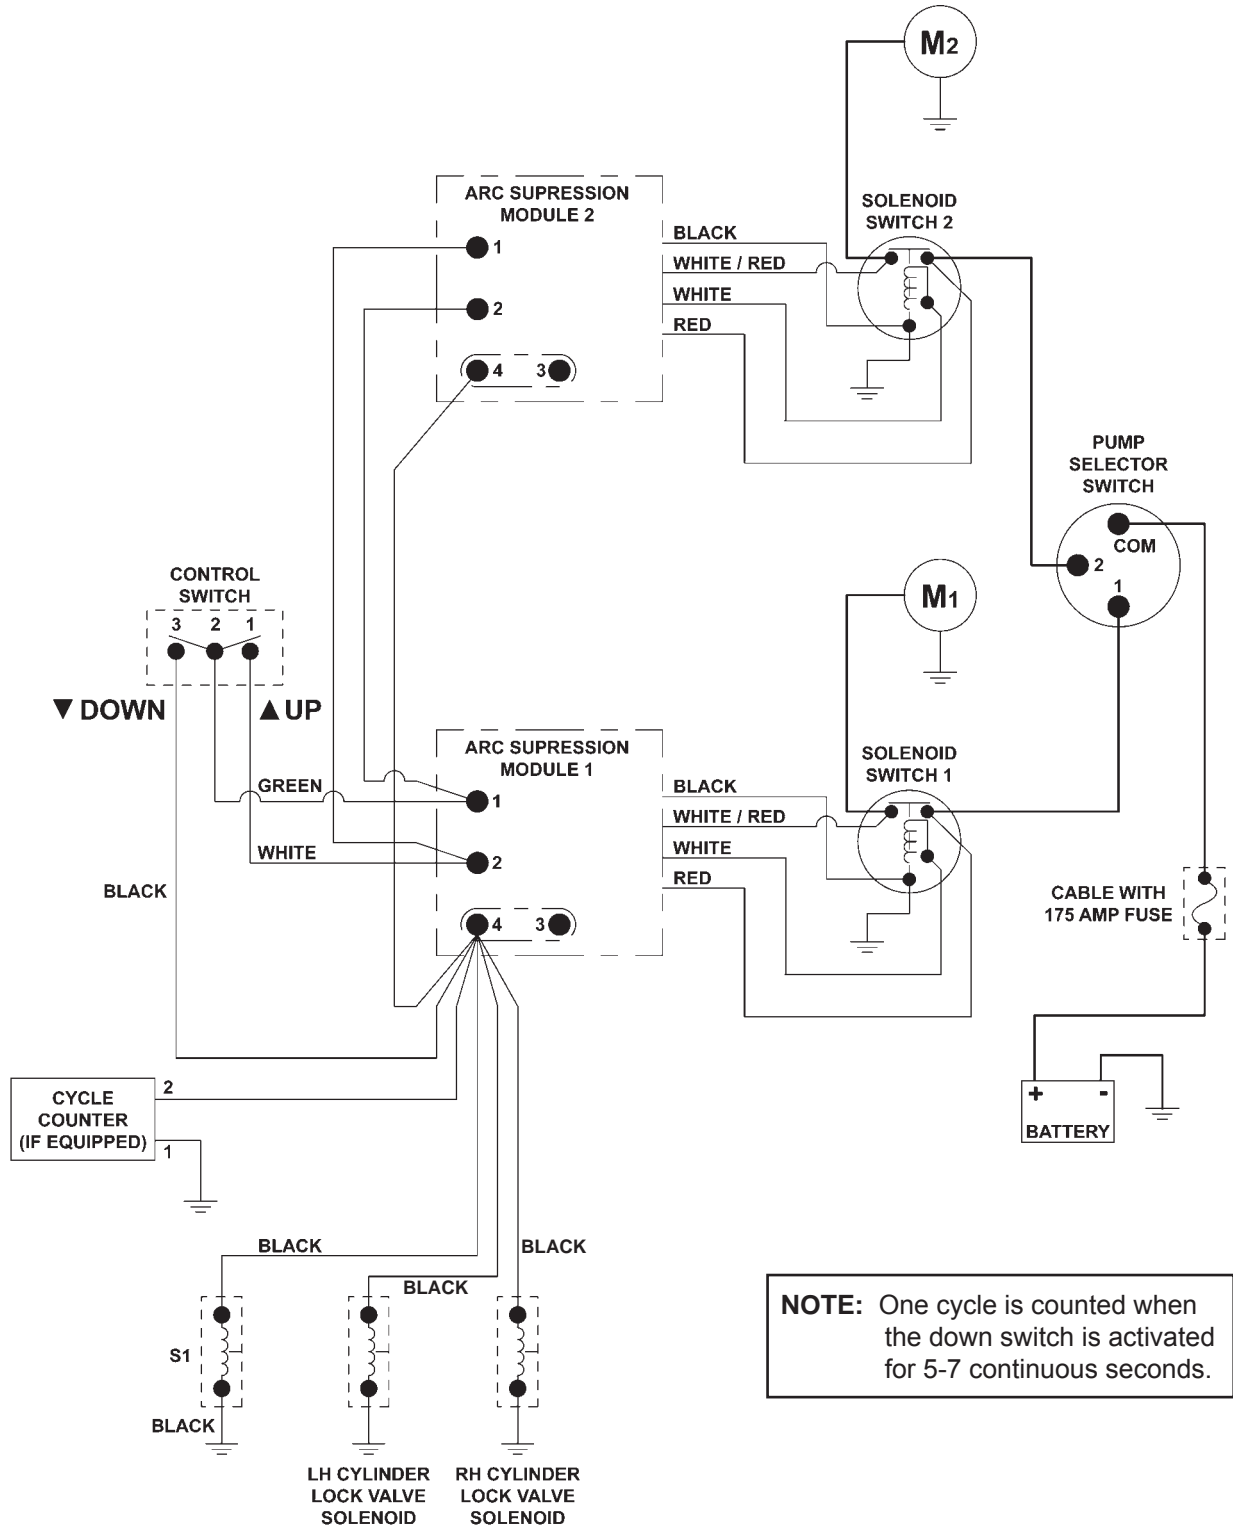 M2
ARC SUPRESSION
MODULE 2
1
2
4
3
BLACK
WHITE / RED
WHITE
RED
SOLENOID
SWITCH 2
PUMP
SELECTOR
SWITCH
COM
2
1
CONTROL
SWITCH
3 2 1
▼ DOWN
▲ UP
M1
ARC SUPRESSION
MODULE 1
1
2
4
3
GREEN
WHITE
BLACK
BLACK
WHITE / RED
WHITE
RED
SOLENOID
SWITCH 1
CABLE WITH
175 AMP FUSE
+ -
BATTERY
CYCLE
COUNTER
(IF EQUIPPED)
2
1
BLACK
BLACK
BLACK
S1
BLACK
LH CYLINDER
LOCK VALVE
SOLENOID
RH CYLINDER
LOCK VALVE
SOLENOID
NOTE: One cycle is counted when
the down switch is activated
for 5-7 continuous seconds.